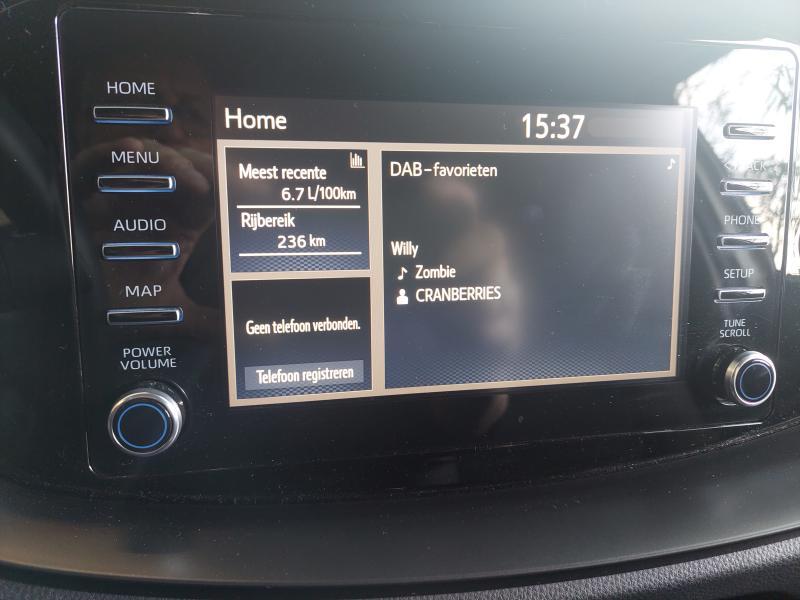 HOME
MENU
AUDIO
MAP
POWER
VOLUME
Home
15:37
Meest recente
6.7 L/100km
Rijbereik
236 km
Geen telefoon verbonden.
Telefoon registreren
DAB-favorieten
Willy
Zombie
CRANBERRIES
PHONE
SETUP
TUNE
SCROLL